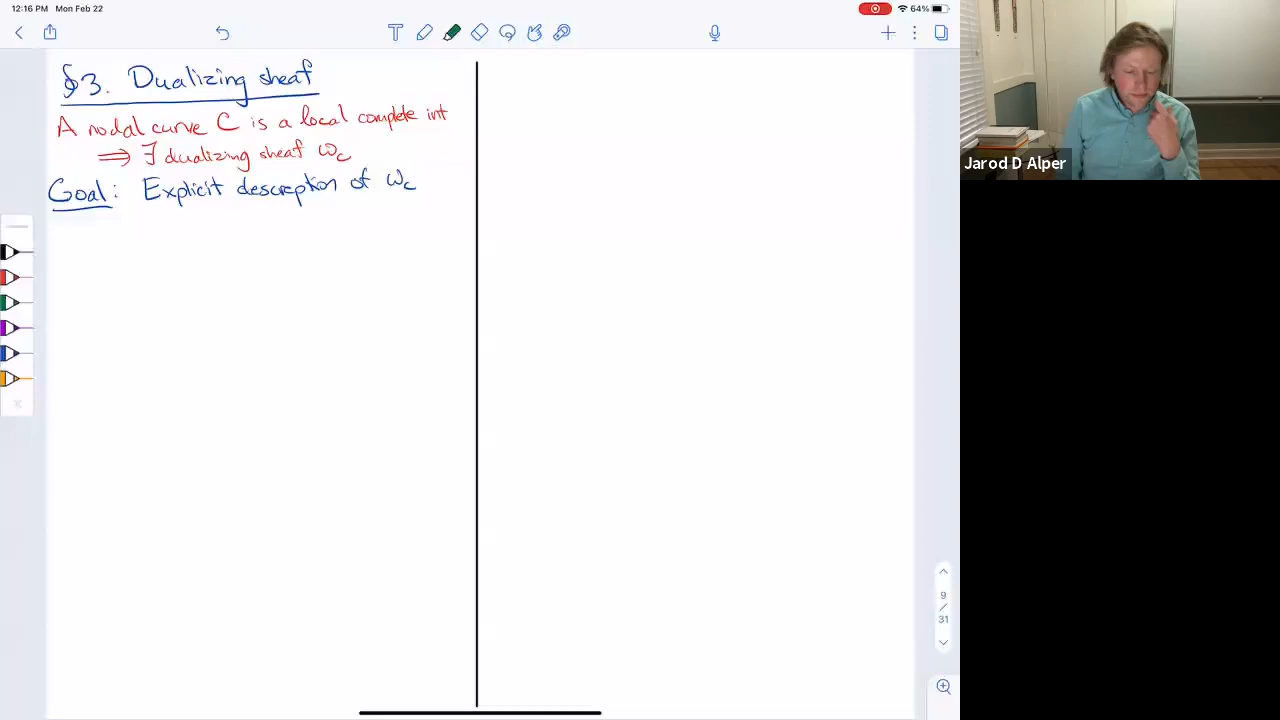 12:16 PM Mon Feb 22
64%
§3. Dualizing sheaf
A nodal curve C is a local complete int
⟹ ∃ dualizing sheaf ω_C
Goal: Explicit description of ω_C
Jarod D Alper
9
/
31